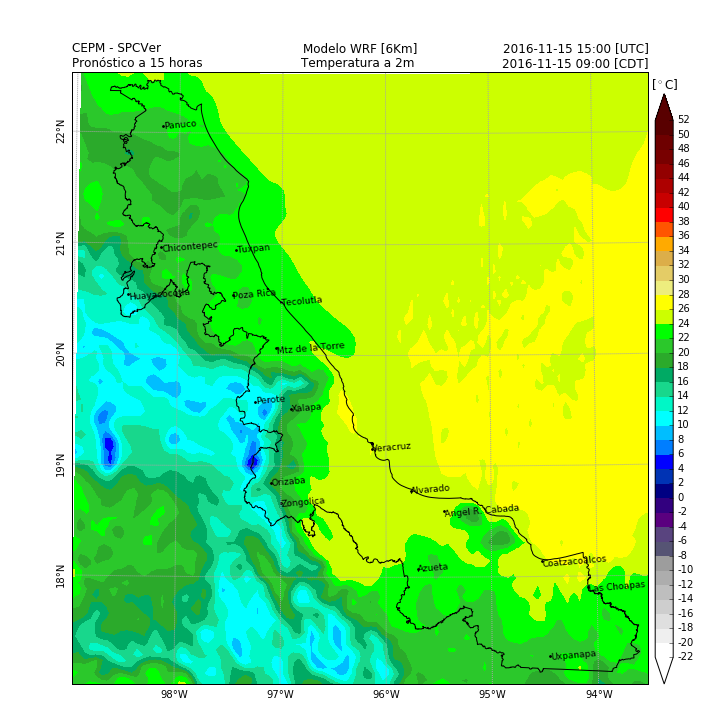 CEPM - SPCVer Modelo WRF [6Km] 2016-11-15 15:00 [UTC]
Pronóstico a 15 horas Temperatura a 2m 2016-11-15 09:00 [CDT]
[°C]
52
50
48
46
44
42
40
38
36
34
32
30
28
26
24
22
20
18
16
14
12
10
8
6
4
2
0
-2
-4
-6
-8
-10
-12
-14
-16
-18
-20
-22
22°N
21°N
20°N
19°N
18°N
Panuco
Chicontepec
Tuxpan
Huayacocotla
Poza Rica
Tecolutla
Mtz de la Torre
Perote
Xalapa
Veracruz
Orizaba
Alvarado
Zongolica
Angel R. Cabada
Azueta
Coatzacoalcos
Las Choapas
Uxpanapa
98°W 97°W 96°W 95°W 94°W